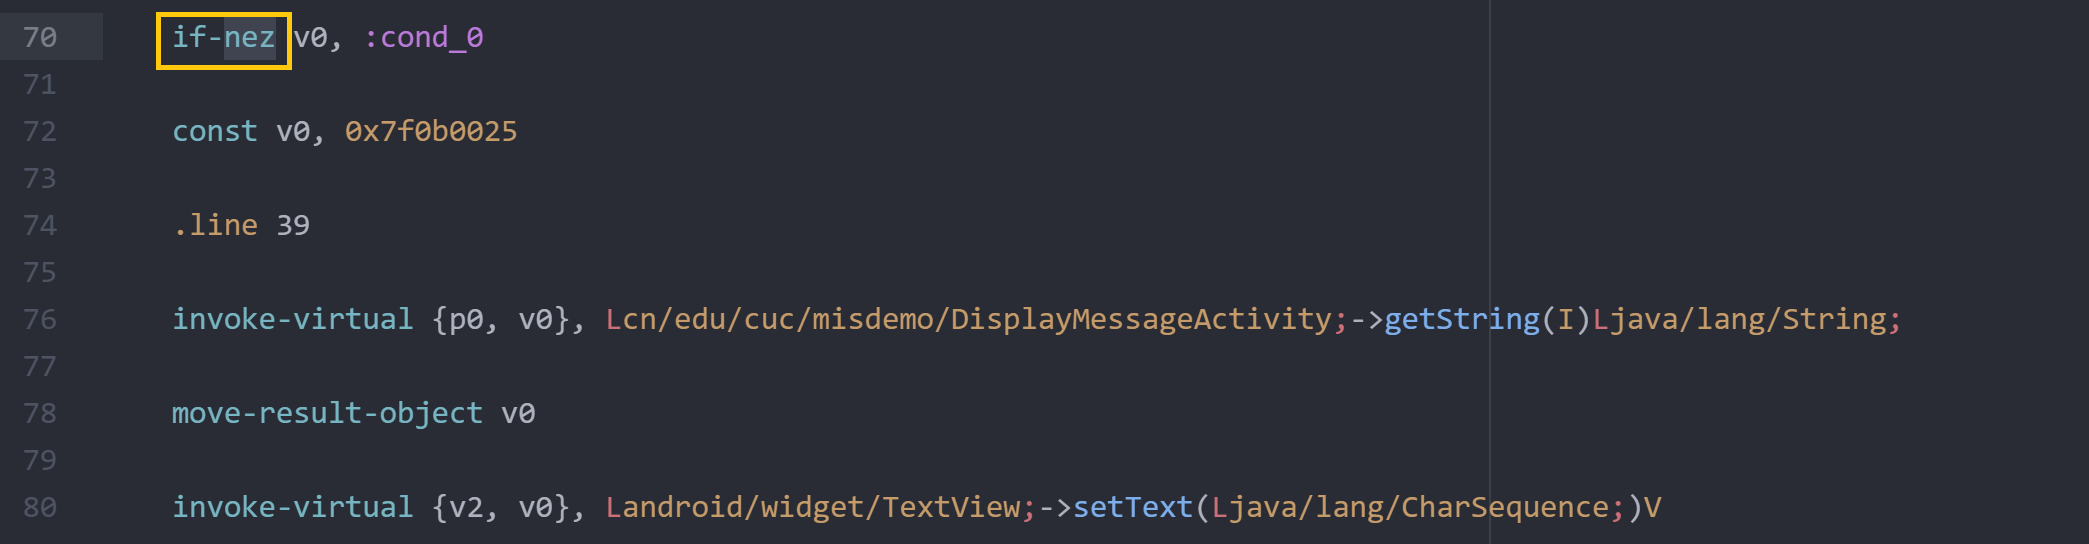 70 if-nez v0, :cond_0
71
72 const v0, 0x7f0b0025
73
74 .line 39
75
76 invoke-virtual {p0, v0}, Lcn/edu/cuc/misdemo/DisplayMessageActivity;->getString(I)Ljava/lang/String;
77
78 move-result-object v0
79
80 invoke-virtual {v2, v0}, Landroid/widget/TextView;->setText(Ljava/lang/CharSequence;)V